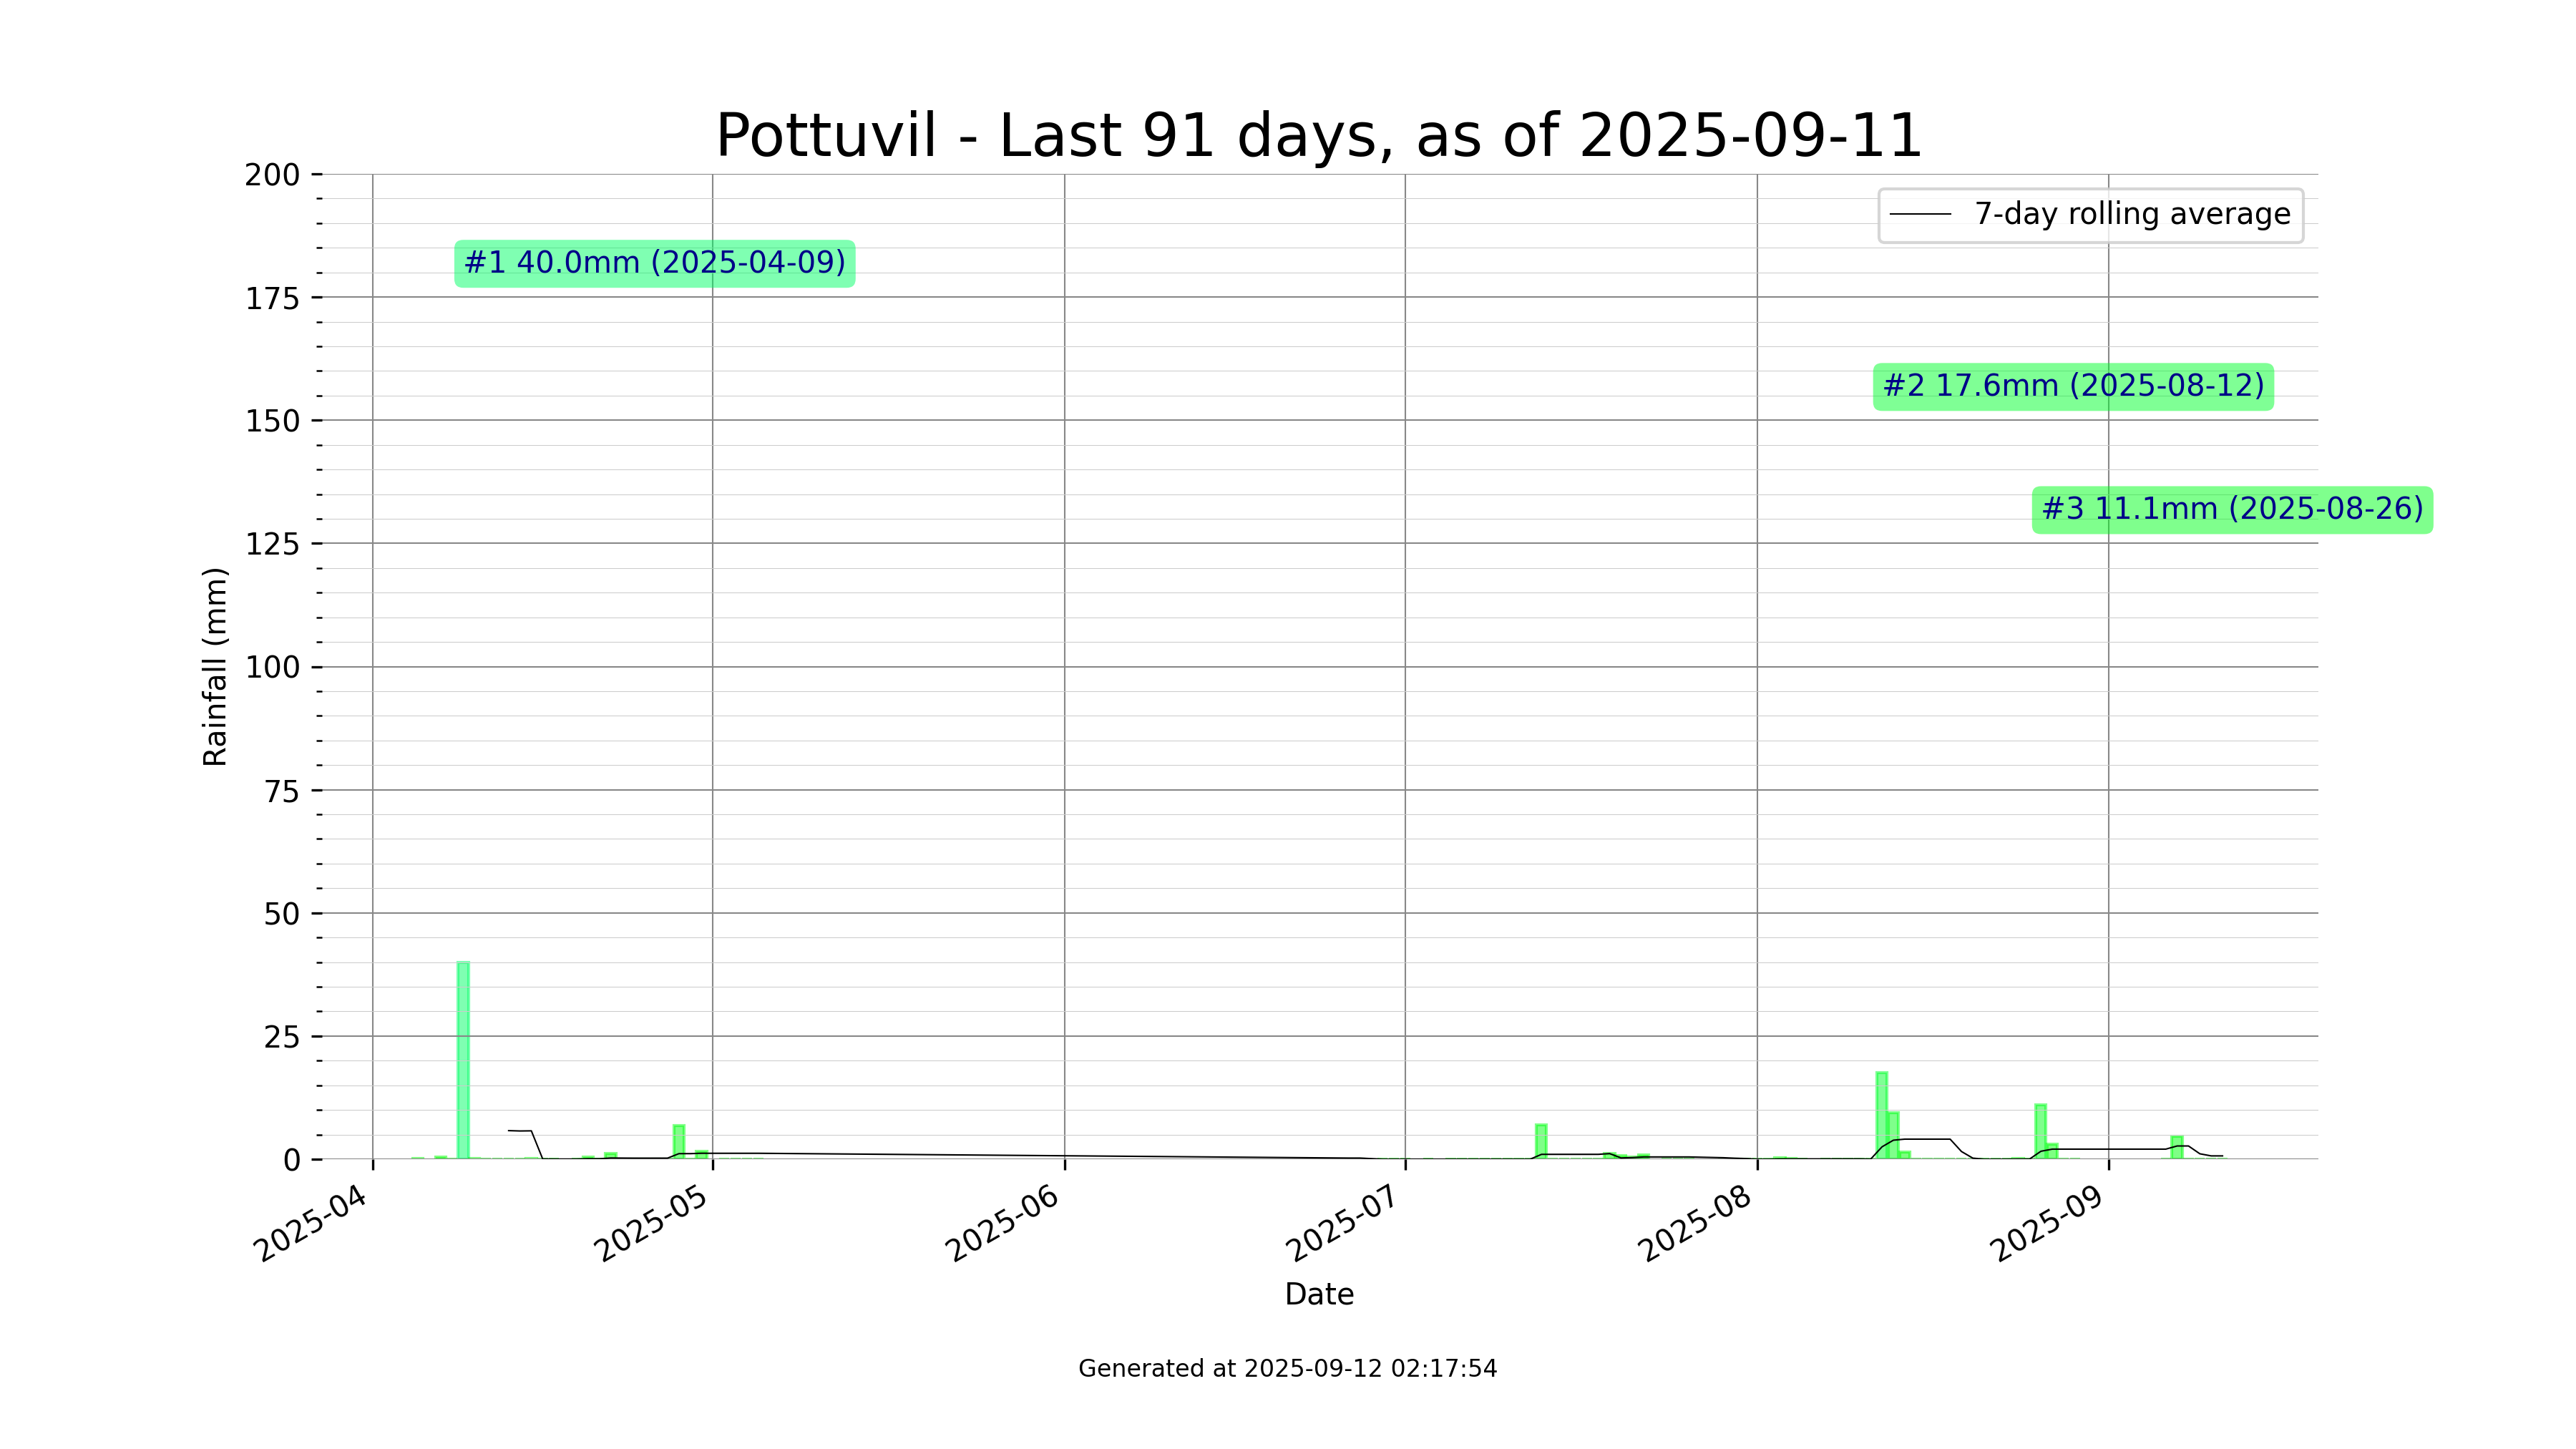 Pottuvil - Last 91 days, as of 2025-09-11
7-day rolling average
#1 40.0mm (2025-04-09)
#2 17.6mm (2025-08-12)
#3 11.1mm (2025-08-26)
Rainfall (mm)
200
175
150
125
100
75
50
25
0
2025-04
2025-05
2025-06
2025-07
2025-08
2025-09
Date
Generated at 2025-09-12 02:17:54